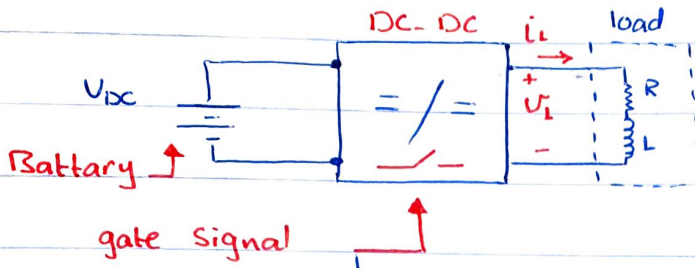 DC-DC
iL
load
VDC
+
VL
-
R
L
Battary
gate signal